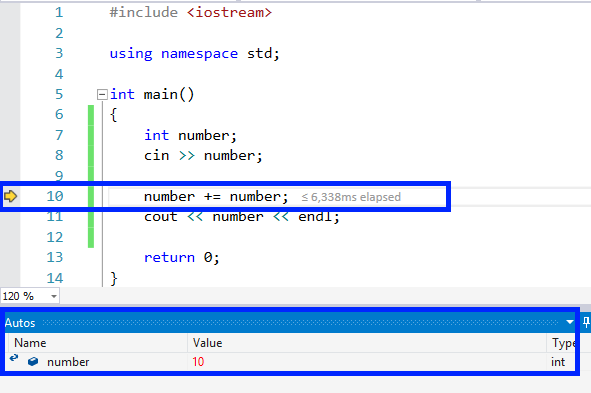 1 #include <iostream>
2
3 using namespace std;
4
5 int main()
6 {
7 int number;
8 cin >> number;
9
10 number += number; ≤ 6,338ms elapsed
11 cout << number << endl;
12
13 return 0;
14 }
120 %
Autos
Name Value Type
number 10 int